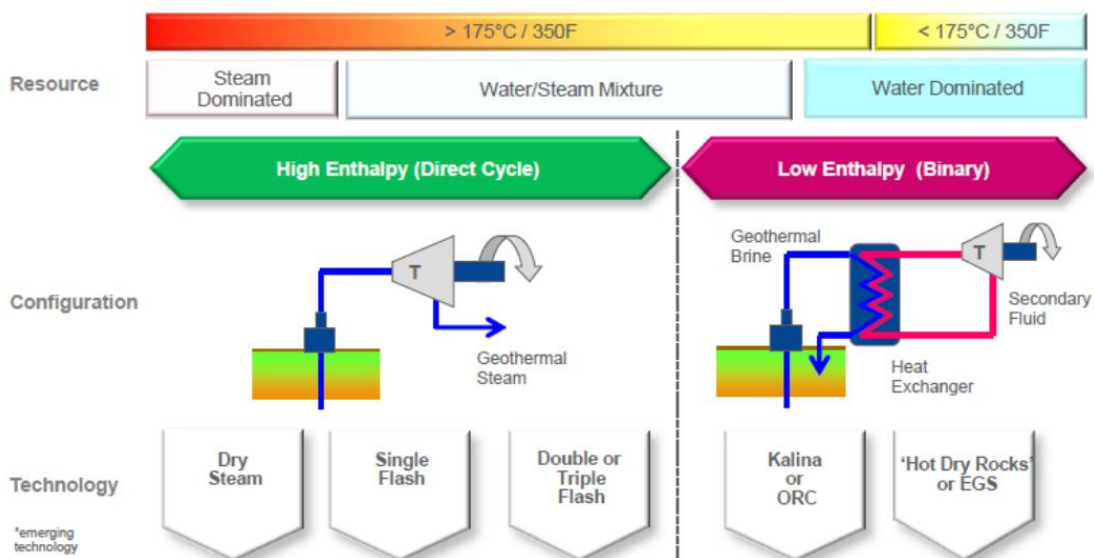 > 175°C / 350F
< 175°C / 350F
Resource
Steam
Dominated
Water/Steam Mixture
Water Dominated
High Enthalpy (Direct Cycle)
Low Enthalpy (Binary)
Configuration
T
Geothermal
Steam
Geothermal
Brine
T
Secondary
Fluid
Heat
Exchanger
Technology
*emerging
technology
Dry
Steam
Single
Flash
Double or
Triple
Flash
Kalina
or
ORC
‘Hot Dry Rocks’
or EGS